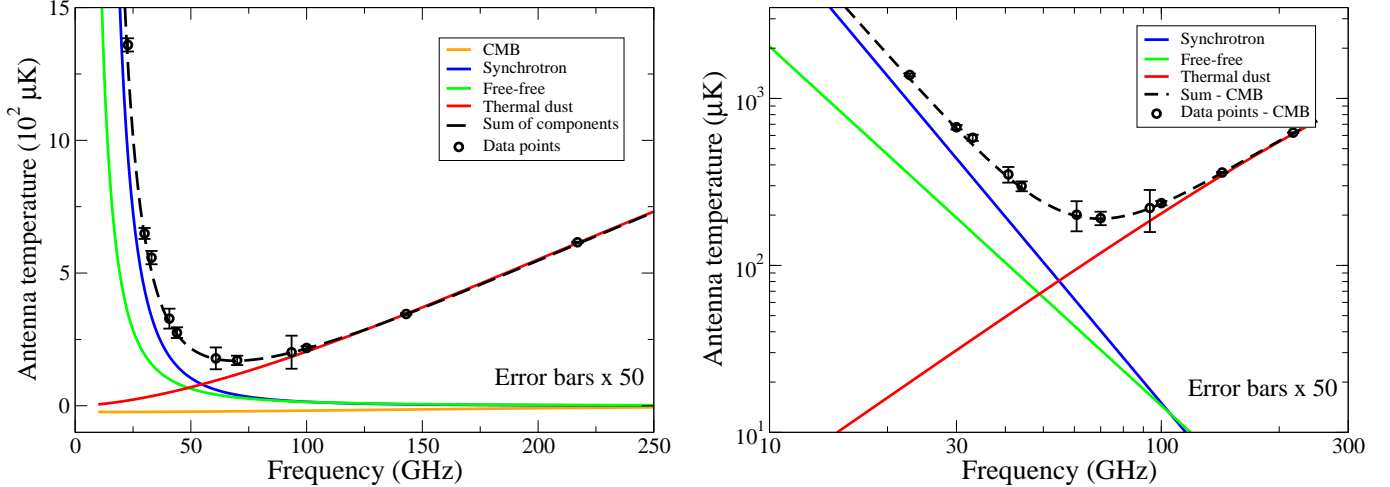 15
10
5
0
0
50
100
150
200
250
Antenna temperature (10² μK)
Frequency (GHz)
CMB
Synchrotron
Free-free
Thermal dust
Sum of components
Data points
Error bars x 50
10³
10²
10¹
10
30
100
300
Antenna temperature (μK)
Frequency (GHz)
Synchrotron
Free-free
Thermal dust
Sum - CMB
Data points - CMB
Error bars x 50